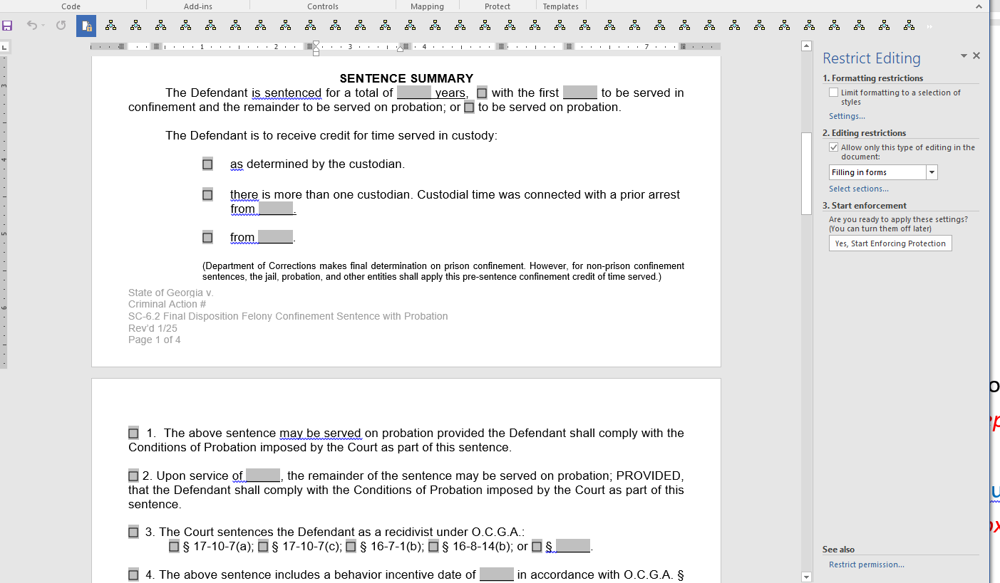 Code Add-ins Controls Mapping Protect Templates
1 2 3 4 7
SENTENCE SUMMARY
The Defendant is sentenced for a total of _____ years, ☐ with the first _____ to be served in
confinement and the remainder to be served on probation; or ☐ to be served on probation.
The Defendant is to receive credit for time served in custody:
☐ as determined by the custodian.
☐ there is more than one custodian. Custodial time was connected with a prior arrest
from _____.
☐ from _____.
(Department of Corrections makes final determination on prison confinement. However, for non-prison confinement
sentences, the jail, probation, and other entities shall apply this pre-sentence confinement credit of time served.)
State of Georgia v.
Criminal Action #
SC-6.2 Final Disposition Felony Confinement Sentence with Probation
Rev'd 1/25
Page 1 of 4
☐ 1. The above sentence may be served on probation provided the Defendant shall comply with the
Conditions of Probation imposed by the Court as part of this sentence.
☐ 2. Upon service of _____, the remainder of the sentence may be served on probation; PROVIDED,
that the Defendant shall comply with the Conditions of Probation imposed by the Court as part of this
sentence.
☐ 3. The Court sentences the Defendant as a recidivist under O.C.G.A.:
☐ § 17-10-7(a); ☐ § 17-10-7(c); ☐ § 16-7-1(b); ☐ § 16-8-14(b); or ☐ § _____.
☐ 4. The above sentence includes a behavior incentive date of _____ in accordance with O.C.G.A. §
Restrict Editing
1. Formatting restrictions
Limit formatting to a selection of
styles
Settings...
2. Editing restrictions
Allow only this type of editing in the
document:
Filling in forms
Select sections...
3. Start enforcement
Are you ready to apply these settings?
(You can turn them off later)
Yes, Start Enforcing Protection
See also
Restrict permission...